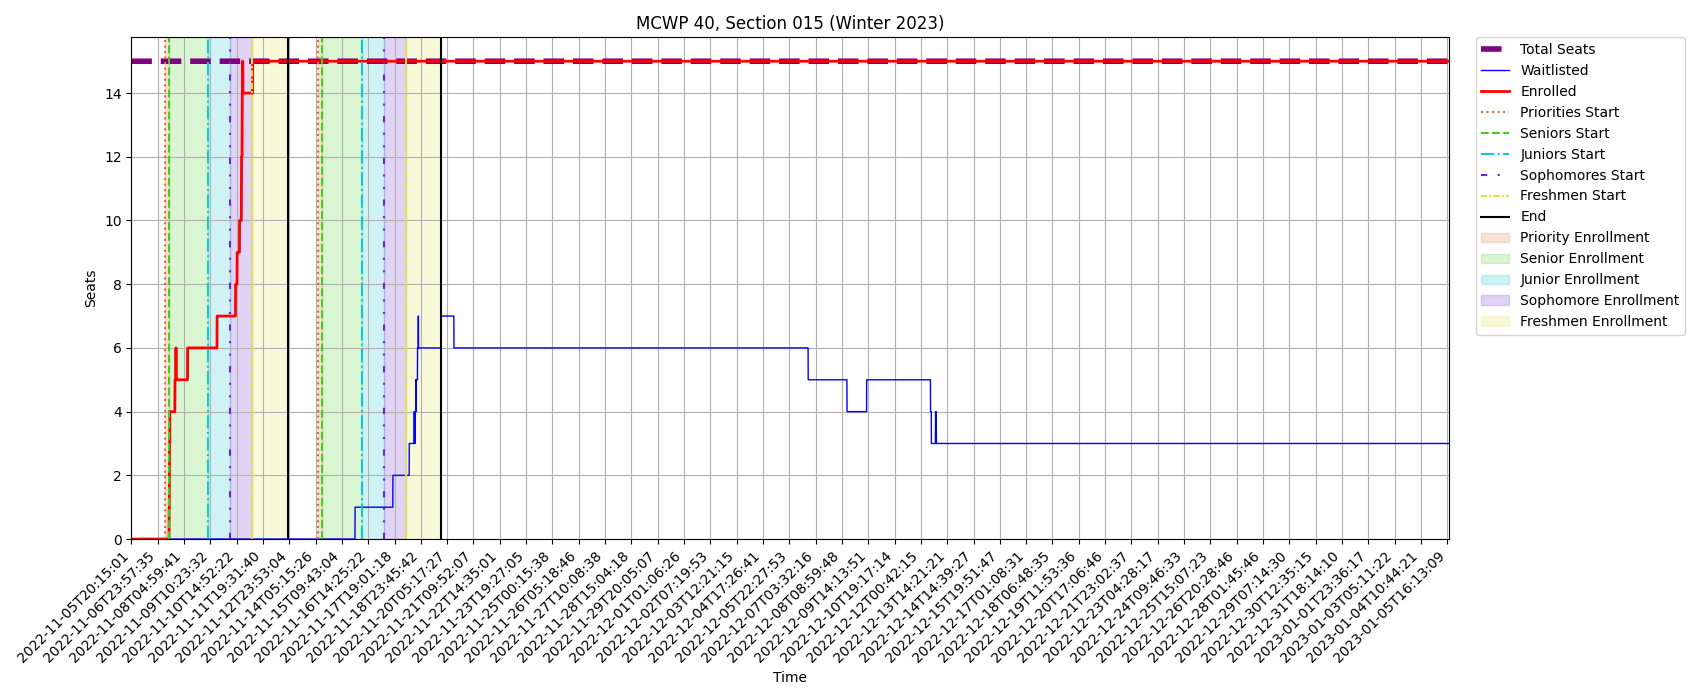 MCWP 40, Section 015 (Winter 2023)
Total Seats
Waitlisted
Enrolled
Priorities Start
Seniors Start
Juniors Start
Sophomores Start
Freshmen Start
End
Priority Enrollment
Senior Enrollment
Junior Enrollment
Sophomore Enrollment
Freshmen Enrollment
Seats
14
12
10
8
6
4
2
0
2022-11-05T20:15:01
2022-11-06T23:57:35
2022-11-08T04:59:41
2022-11-09T10:23:32
2022-11-10T14:52:22
2022-11-11T19:31:40
2022-11-12T23:53:04
2022-11-14T05:15:26
2022-11-15T09:43:04
2022-11-16T14:25:22
2022-11-17T19:01:18
2022-11-18T23:45:42
2022-11-20T05:17:27
2022-11-21T09:52:07
2022-11-22T14:35:01
2022-11-23T19:27:05
2022-11-25T00:15:38
2022-11-26T05:18:46
2022-11-27T10:08:38
2022-11-28T15:04:18
2022-11-29T20:05:07
2022-12-01T01:06:26
2022-12-02T07:19:53
2022-12-03T12:21:15
2022-12-04T17:26:41
2022-12-05T22:27:53
2022-12-07T03:32:16
2022-12-08T08:59:48
2022-12-09T14:13:51
2022-12-10T19:17:14
2022-12-12T00:42:15
2022-12-13T14:21:21
2022-12-14T14:39:27
2022-12-15T19:51:47
2022-12-17T01:08:31
2022-12-18T06:48:35
2022-12-19T11:53:36
2022-12-20T17:06:46
2022-12-21T23:02:37
2022-12-23T04:28:17
2022-12-24T09:46:33
2022-12-25T15:07:23
2022-12-26T20:28:46
2022-12-28T01:45:46
2022-12-29T07:14:30
2022-12-30T12:35:15
2022-12-31T18:14:10
2023-01-01T23:36:17
2023-01-03T05:11:22
2023-01-04T10:44:21
2023-01-05T16:13:09
Time